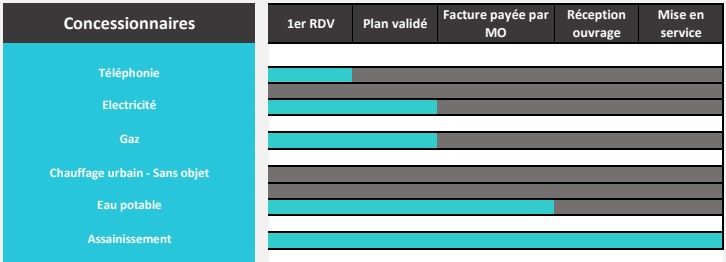 Concessionnaires
1er RDV
Plan validé
Facture payée par
MO
Réception
ouvrage
Mise en
service
Téléphonie
Electricité
Gaz
Chauffage urbain - Sans objet
Eau potable
Assainissement